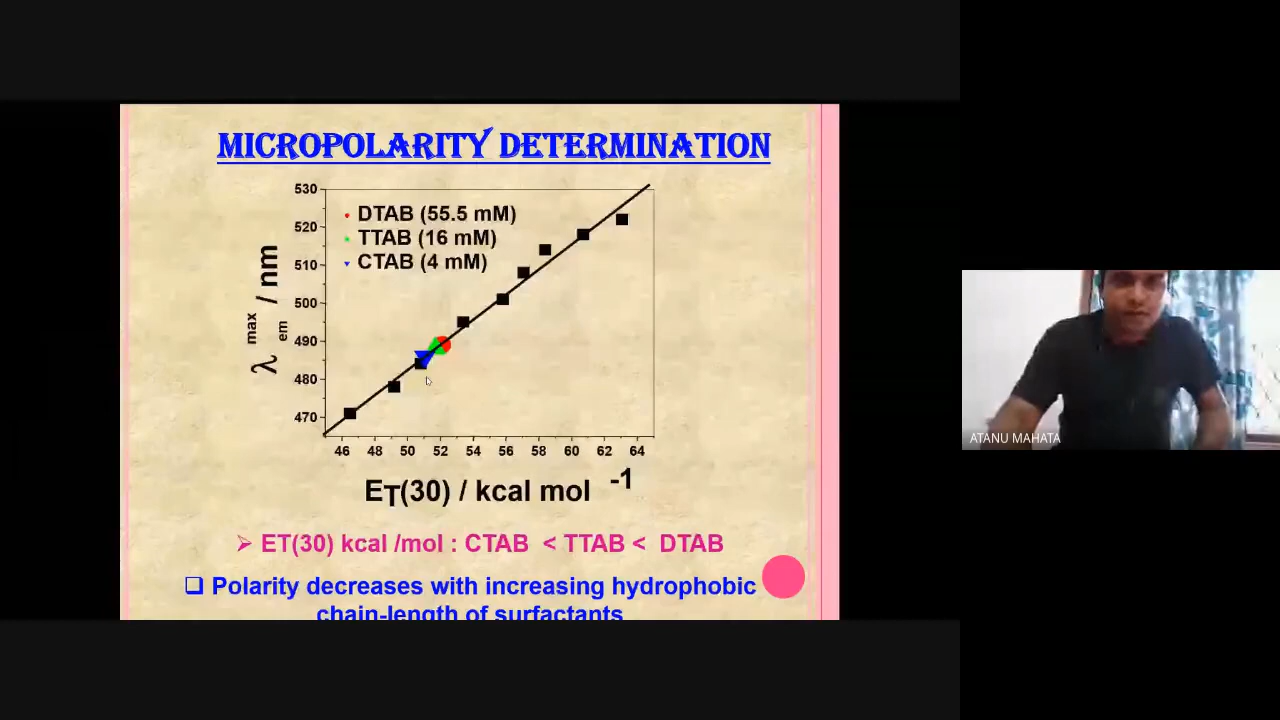 MICROPOLARITY DETERMINATION
530
520
510
500
490
480
470
DTAB (55.5 mM)
TTAB (16 mM)
CTAB (4 mM)
λ max em / nm
46 48 50 52 54 56 58 60 62 64
ET(30) / kcal mol -1
➢ ET(30) kcal /mol : CTAB < TTAB < DTAB
❑ Polarity decreases with increasing hydrophobic
chain-length of surfactants
ATANU MAHATA